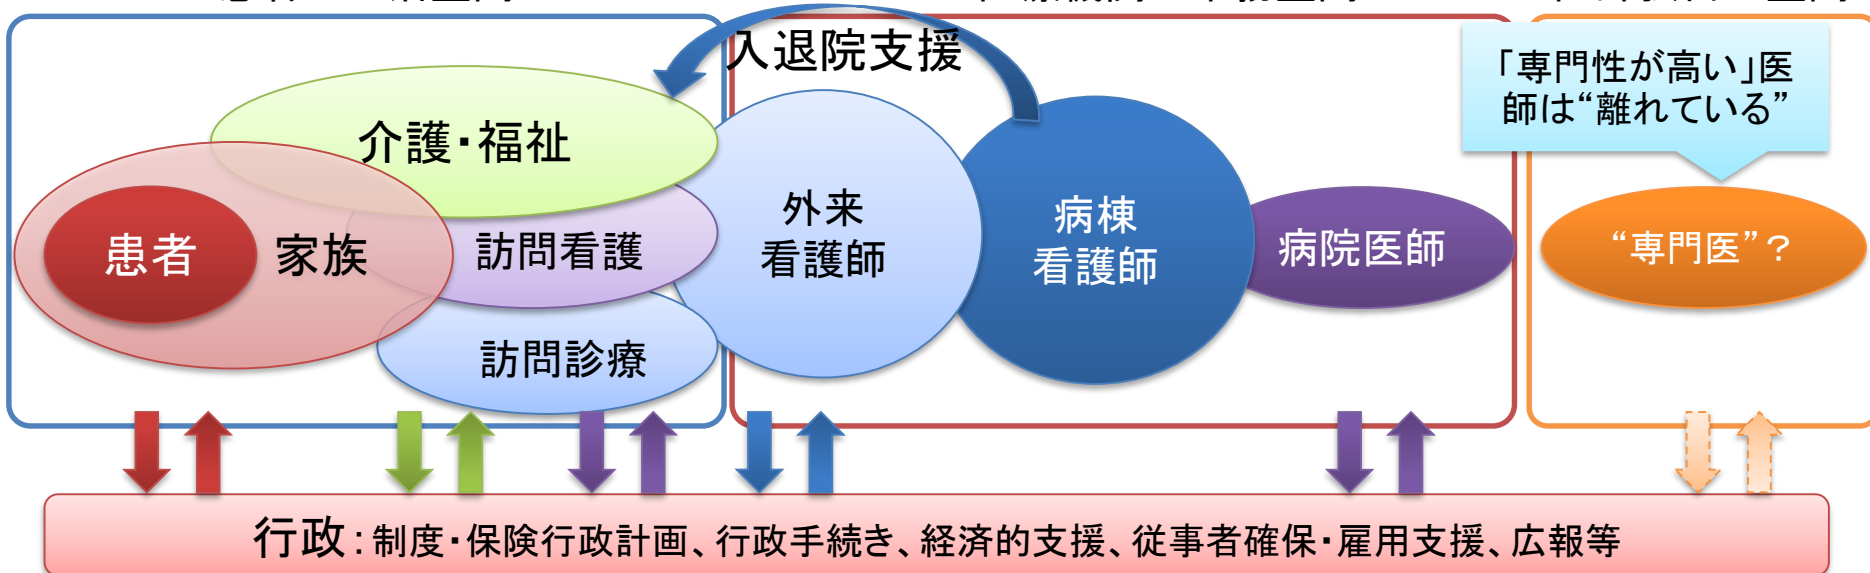 入退院支援
「専門性が高い」医
師は“離れている”
介護・福祉
患者
家族
訪問看護
訪問診療
外来
看護師
病棟
看護師
病院医師
“専門医”？
行政：制度・保険行政計画、行政手続き、経済的支援、従事者確保・雇用支援、広報等